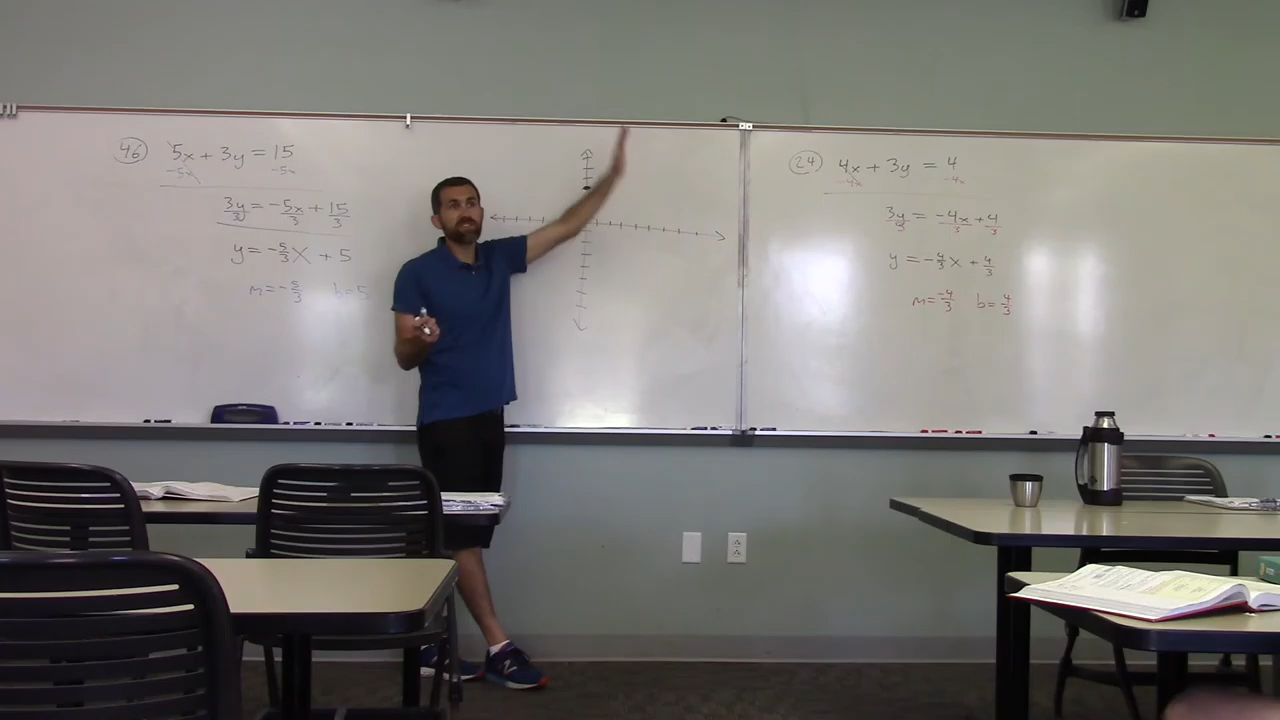 46 5x + 3y = 15
-5x -5x
3y/3 = -5x/3 + 15/3
y = -5/3 x + 5
m = -5/3 b = 5
24 4x + 3y = 4
-4x -4x
3y/3 = -4x/3 + 4/3
y = -4/3 x + 4/3
m = -4/3 b = 4/3
N